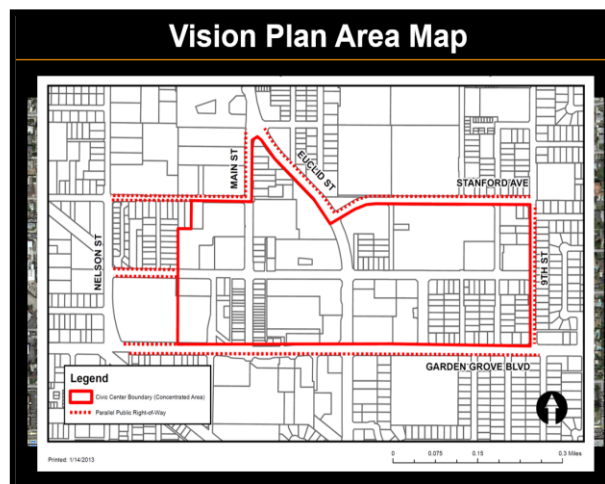 Vision Plan Area Map
MAIN ST
EUCLID ST
STANFORD AVE
NELSON ST
9TH ST
GARDEN GROVE BLVD
Legend
Civic Center Boundary (Concentrated Area)
Parallel Public Right-of-Way
Printed: 1/14/2013
0 0.075 0.15 0.3 Miles